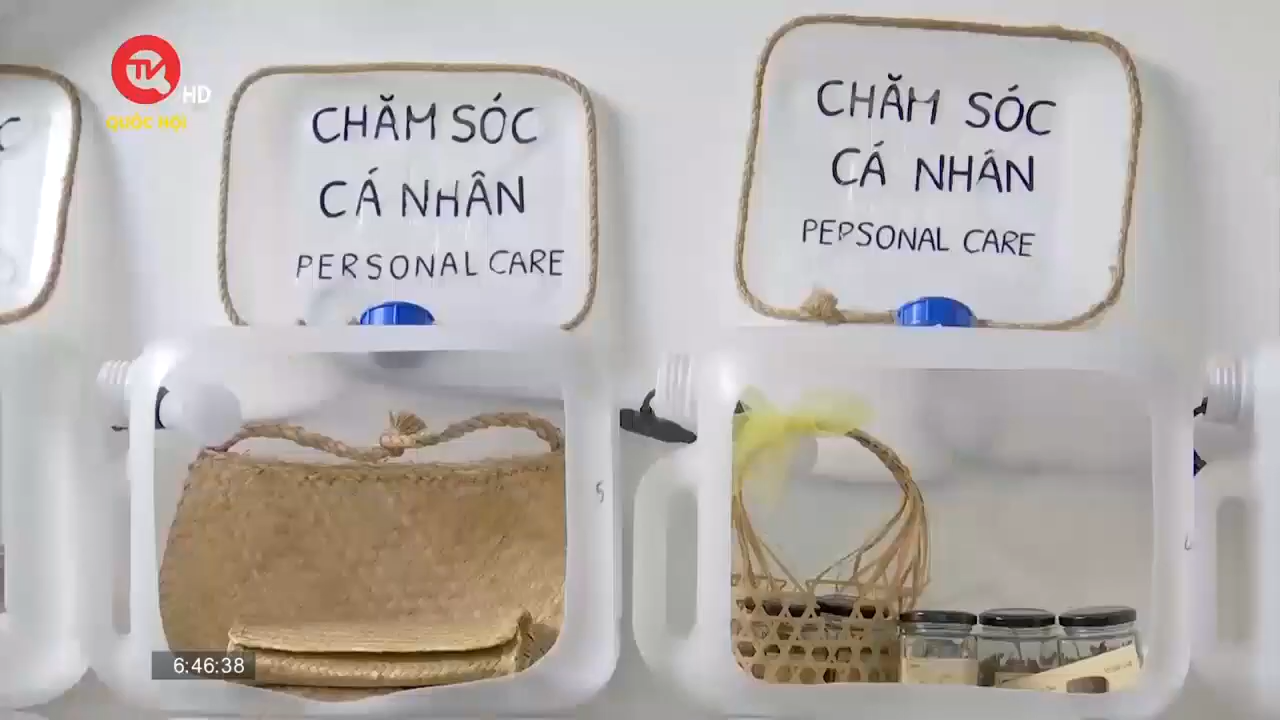 HD
QUỐC HỘI
CHĂM SÓC
CÁ NHÂN
PERSONAL CARE
CHĂM SÓC
CÁ NHÂN
PERSONAL CARE
6:46:38